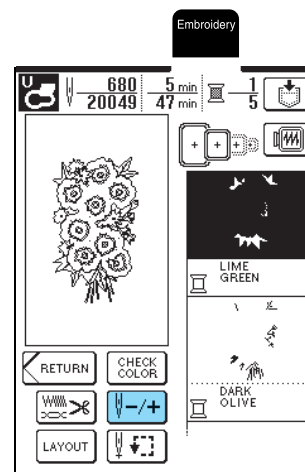 Embroidery
U
680
20049
5 min
47 min
1
5
LIME
GREEN
DARK
OLIVE
RETURN
CHECK
COLOR
-/+
LAYOUT